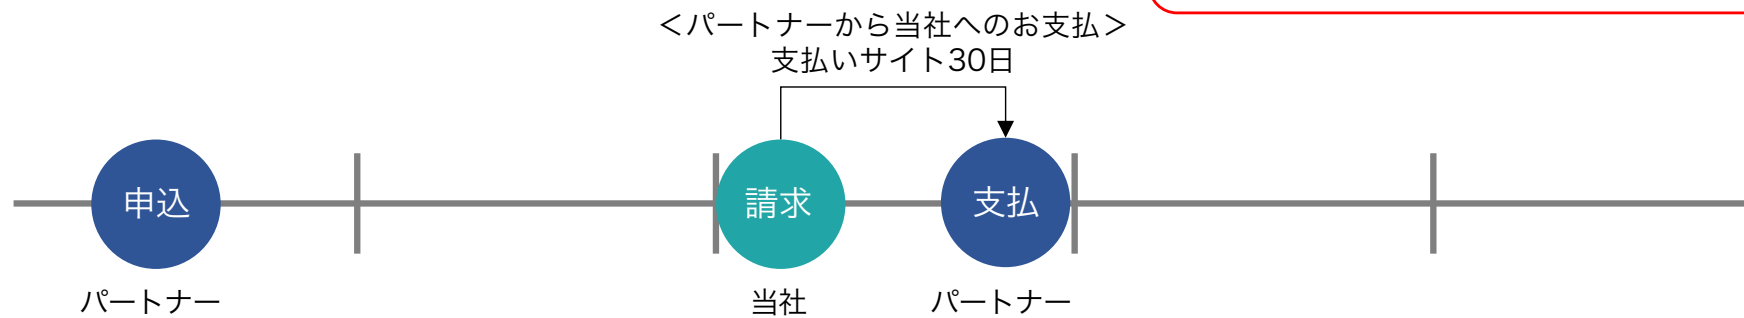 ＜パートナーから当社へのお支払＞
支払いサイト30日
申込
請求
支払
パートナー
当社
パートナー